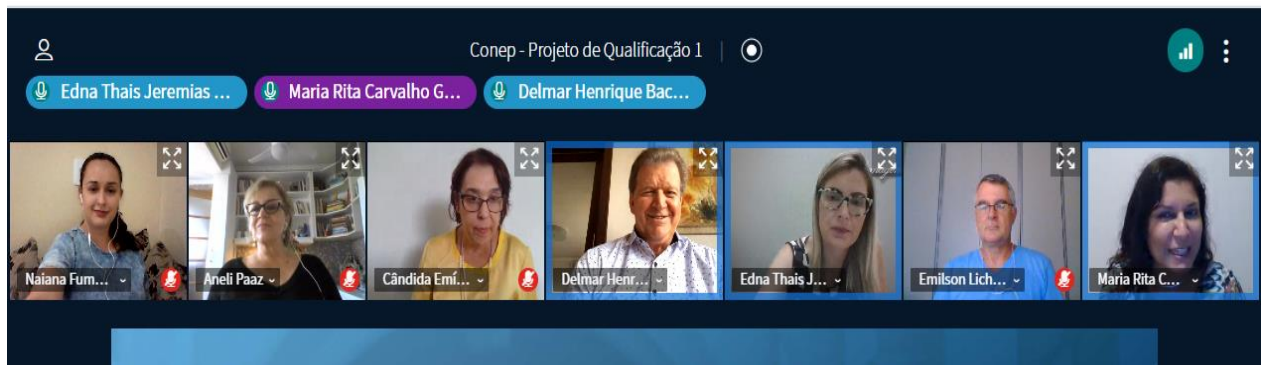 Conep - Projeto de Qualificação 1
Edna Thais Jeremias ... Maria Rita Carvalho G... Delmar Henrique Bac...
Naiana Fum... Aneli Paaz Cândida Emí... Delmar Henr... Edna Thais J... Emilson Lich... Maria Rita C...